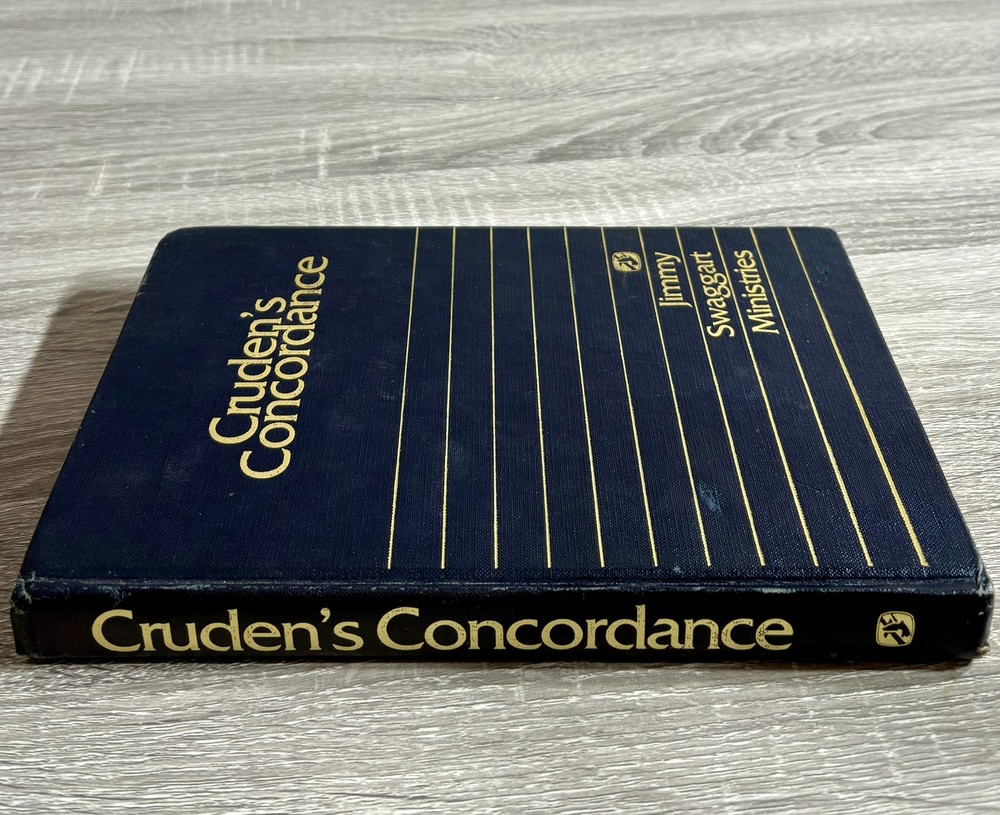 Cruden's
Concordance
Jimmy
Swaggart
Ministries
Cruden's Concordance